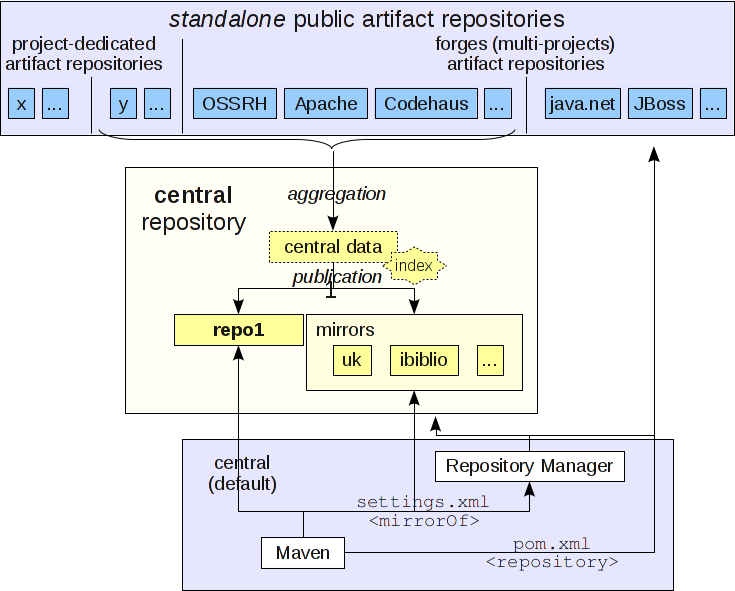 standalone public artifact repositories
project-dedicated
artifact repositories
forges (multi-projects)
artifact repositories
x
...
y
...
OSSRH
Apache
Codehaus
...
java.net
JBoss
...
central
repository
aggregation
central data
index
publication
repo1
mirrors
uk
ibiblio
...
central
(default)
Repository Manager
settings.xml
<mirrorOf>
Maven
pom.xml
<repository>